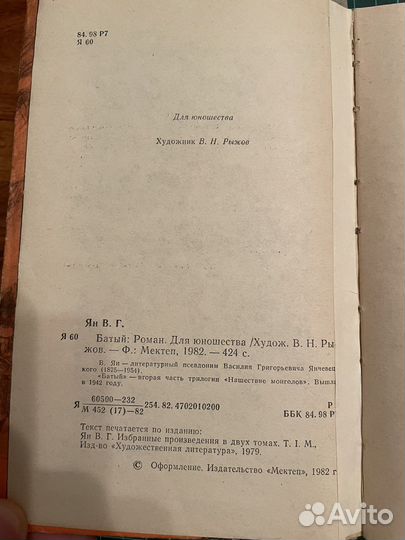 84. 98 Р7
Я 60
Для юношества
Художник В. Н. Рыжов
Ян В. Г.
Я 60 Батый: Роман. Для юношества /Худож. В. Н. Ры-
жов. — Ф.: Мектеп, 1982. — 424 с.
В. Ян — литературный псевдоним Василия Григорьевича Янчевец-
кого (1875—1954).
«Батый» — вторая часть трилогии «Нашествие монголов». Вышла
в 1942 году.
Я 60500—232 254. 82. 4702010200 Р
М 452 (17)—82 ББК 84. 98 Р
Текст печатается по изданию:
Ян В. Г. Избранные произведения в двух томах. Т. I. М.,
Изд-во «Художественная литература», 1979.
© Оформление. Издательство «Мектеп», 1982 г.
Avito